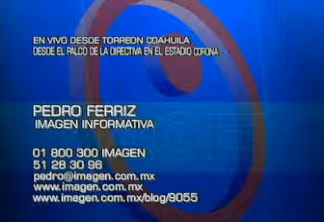 EN VIVO DESDE TORREON COAHUILA
DESDE EL PALCO DE LA DIRECTIVA EN EL ESTADIO CORONA
PEDRO FERRIZ
IMAGEN INFORMATIVA
01 800 300 IMAGEN
51 28 30 98
pedro@imagen.com.mx
www.imagen.com.mx
www.imagen.com.mx/blog/9055